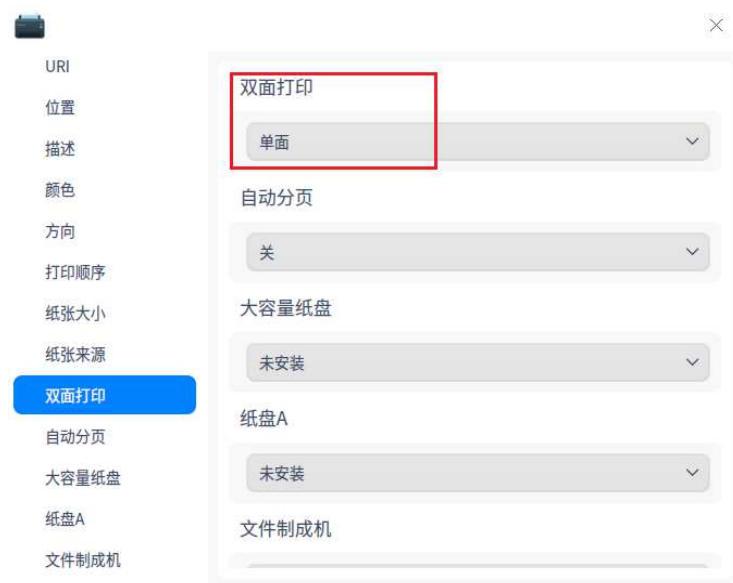 URI
位置
描述
颜色
方向
打印顺序
纸张大小
纸张来源
双面打印
自动分页
大容量纸盘
纸盘A
文件制成机
双面打印
单面
自动分页
关
大容量纸盘
未安装
纸盘A
未安装
文件制成机